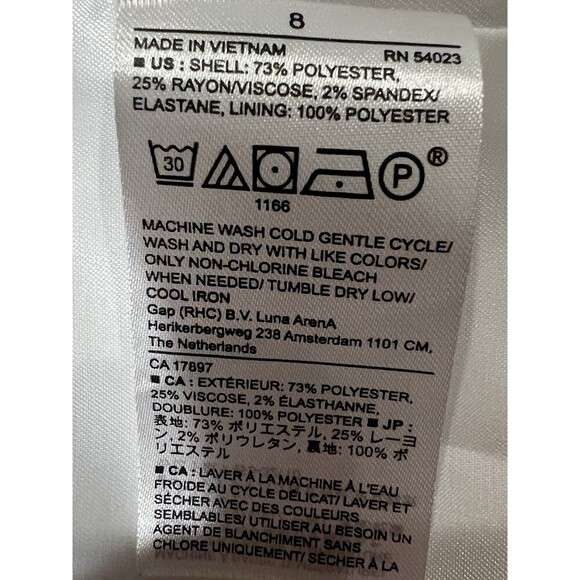 8
MADE IN VIETNAM RN 54023
■ US : SHELL: 73% POLYESTER,
25% RAYON/VISCOSE, 2% SPANDEX/
ELASTANE, LINING: 100% POLYESTER
30 P ®
1166
MACHINE WASH COLD GENTLE CYCLE/
WASH AND DRY WITH LIKE COLORS/
ONLY NON-CHLORINE BLEACH
WHEN NEEDED/ TUMBLE DRY LOW/
COOL IRON
Gap (RHC) B.V. Luna ArenA
Herikerbergweg 238 Amsterdam 1101 CM,
The Netherlands
CA 17897
■ CA : EXTÉRIEUR: 73% POLYESTER,
25% VISCOSE, 2% ÉLASTHANNE,
DOUBLURE: 100% POLYESTER ■ JP :
表地: 73% ポリエステル, 25% レーヨ
ン, 2% ポリウレタン, 裏地: 100% ポ
リエステル
■ CA : LAVER À LA MACHINE À L'EAU
FROIDE AU CYCLE DÉLICAT/ LAVER ET
SÉCHER AVEC DES COULEURS
SEMBLABLES/ UTILISER AU BESOIN UN
AGENT DE BLANCHIMENT SANS
CHLORE UNIQUEMENT/ SÉCHER À LA